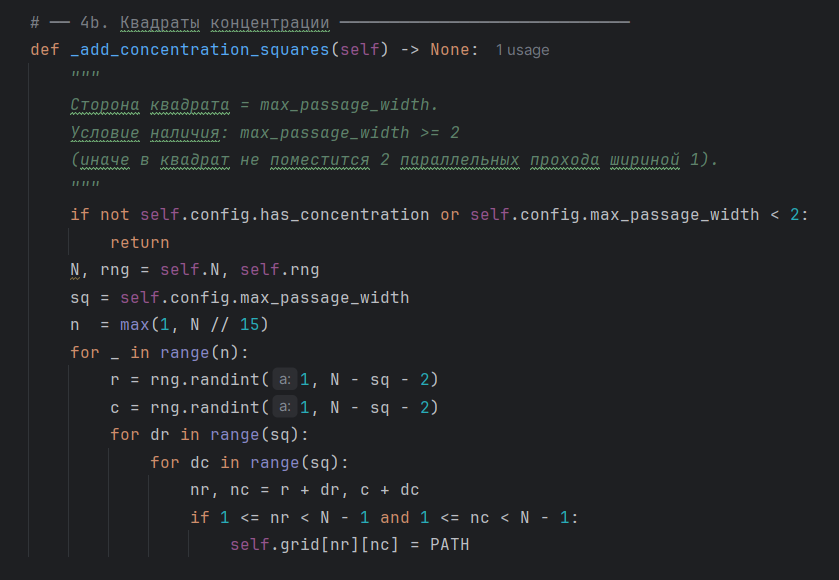 # —— 4b. Квадраты концентрации ——————————————————————————
def _add_concentration_squares(self) -> None: 1 usage
"""
Сторона квадрата = max_passage_width.
Условие наличия: max_passage_width >= 2
(иначе в квадрат не поместится 2 параллельных прохода шириной 1).
"""
if not self.config.has_concentration or self.config.max_passage_width < 2:
return
N, rng = self.N, self.rng
sq = self.config.max_passage_width
n  = max(1, N // 15)
for _ in range(n):
r = rng.randint(a: 1, N - sq - 2)
c = rng.randint(a: 1, N - sq - 2)
for dr in range(sq):
for dc in range(sq):
nr, nc = r + dr, c + dc
if 1 <= nr < N - 1 and 1 <= nc < N - 1:
self.grid[nr][nc] = PATH